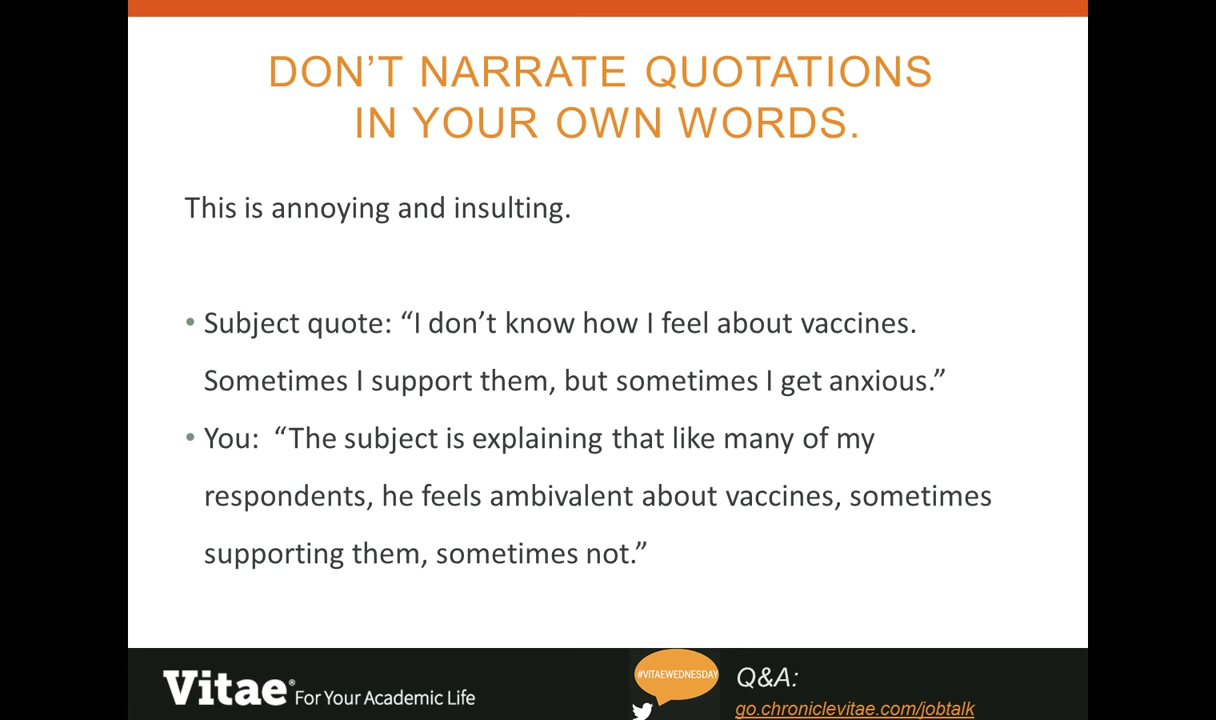 DON’T NARRATE QUOTATIONS
IN YOUR OWN WORDS.
This is annoying and insulting.
• Subject quote: “I don’t know how I feel about vaccines.
Sometimes I support them, but sometimes I get anxious.”
• You:  “The subject is explaining that like many of my
respondents, he feels ambivalent about vaccines, sometimes
supporting them, sometimes not.”
Vitae® For Your Academic Life
#VITAEWEDNESDAY
Q&A:
go.chroniclevitae.com/jobtalk